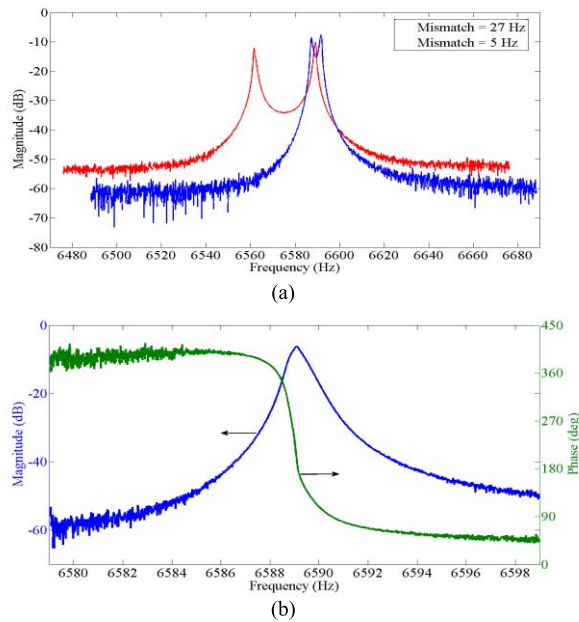 -10
0
-20
-30
-40
-50
-60
-70
-80
Magnitude (dB)
Mismatch = 27 Hz
Mismatch = 5 Hz
6480 6500 6520 6540 6560 6580 6600 6620 6640 6660 6680
Frequency (Hz)
(a)
0
-20
-40
-60
Magnitude (dB)
450
360
270
180
90
0
Phase (deg)
6580 6582 6584 6586 6588 6590 6592 6594 6596 6598
Frequency (Hz)
(b)